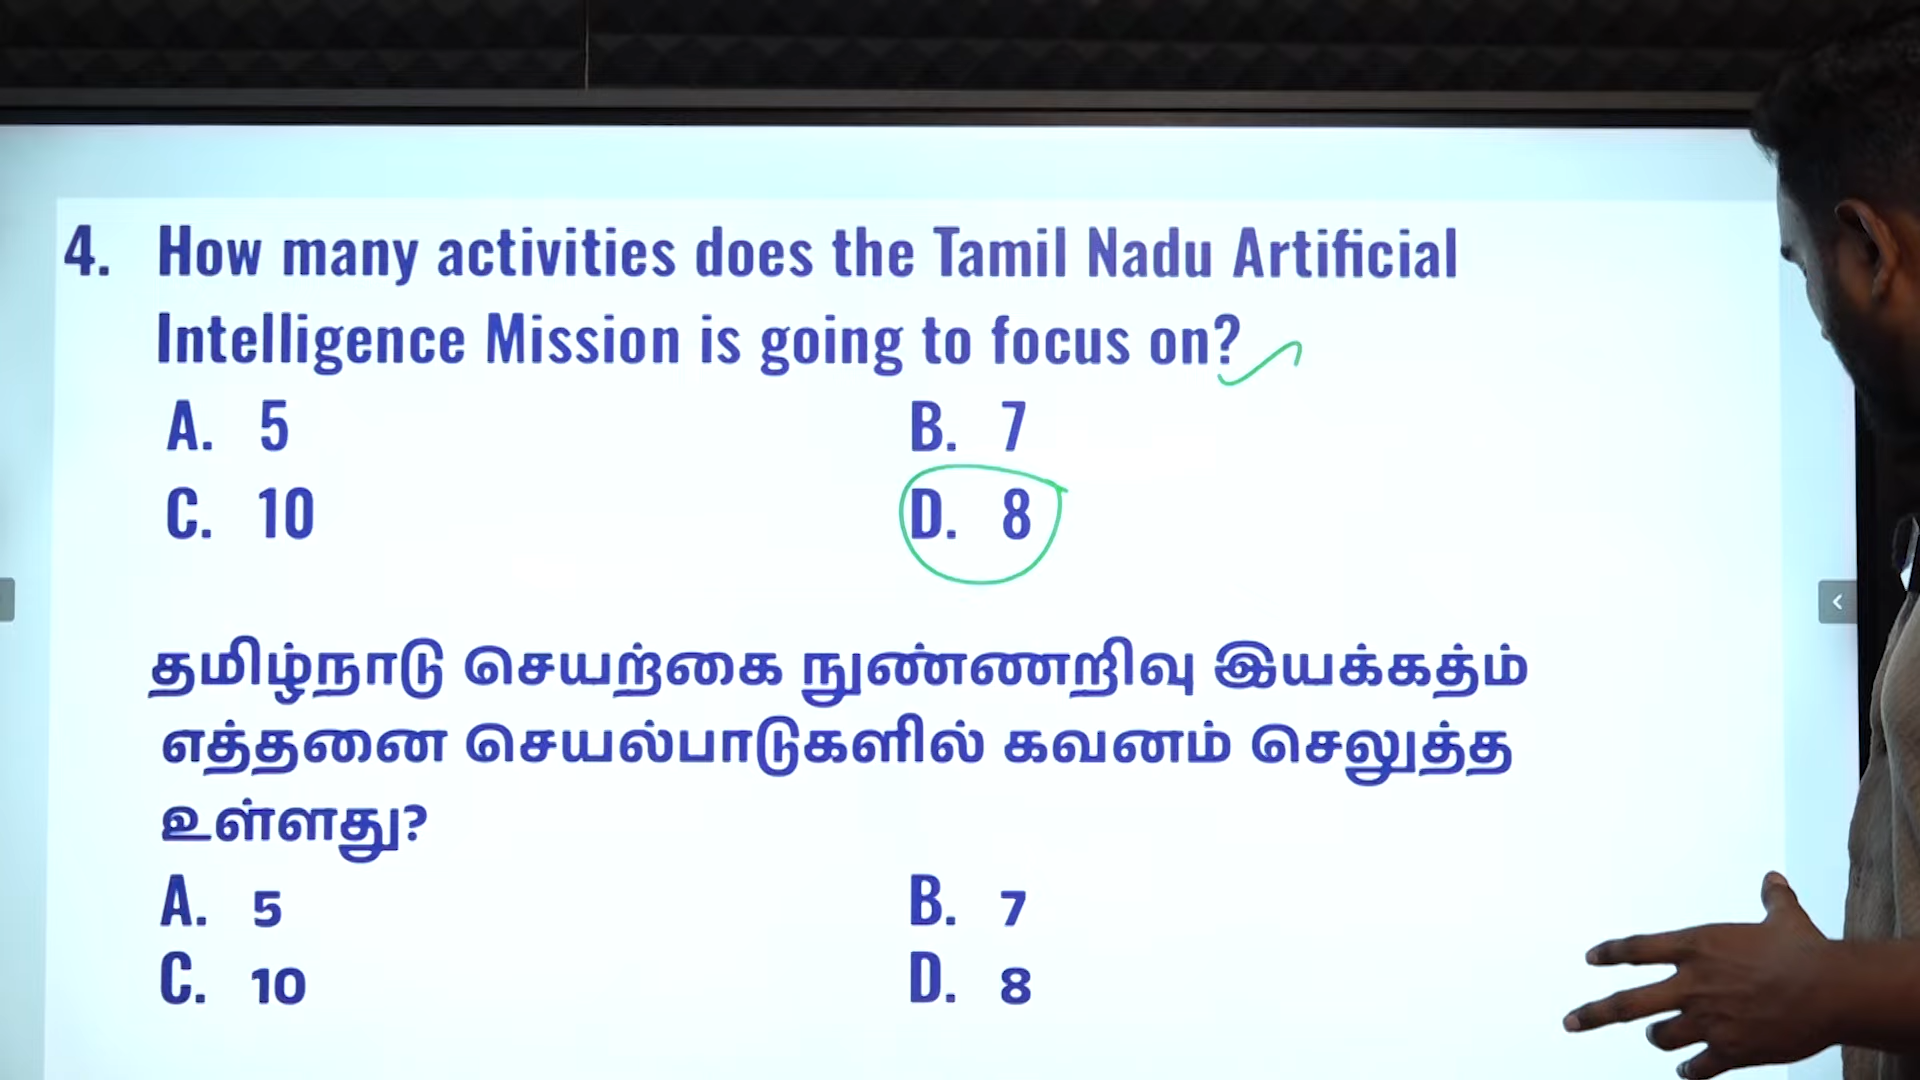 4. How many activities does the Tamil Nadu Artificial
Intelligence Mission is going to focus on?
A. 5 B. 7
C. 10 D. 8
தமிழ்நாடு செயற்கை நுண்ணறிவு இயக்கத்ம்
எத்தனை செயல்பாடுகளில் கவனம் செலுத்த
உள்ளது?
A. 5 B. 7
C. 10 D. 8